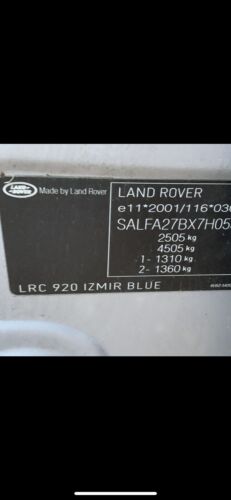 LAND ROVER
Made by Land Rover
LAND ROVER
e11*2001/116*03
SALFA27BX7H05
2505 kg
4505 kg
1- 1310 kg
2- 1360 kg
LRC 920 IZMIR BLUE